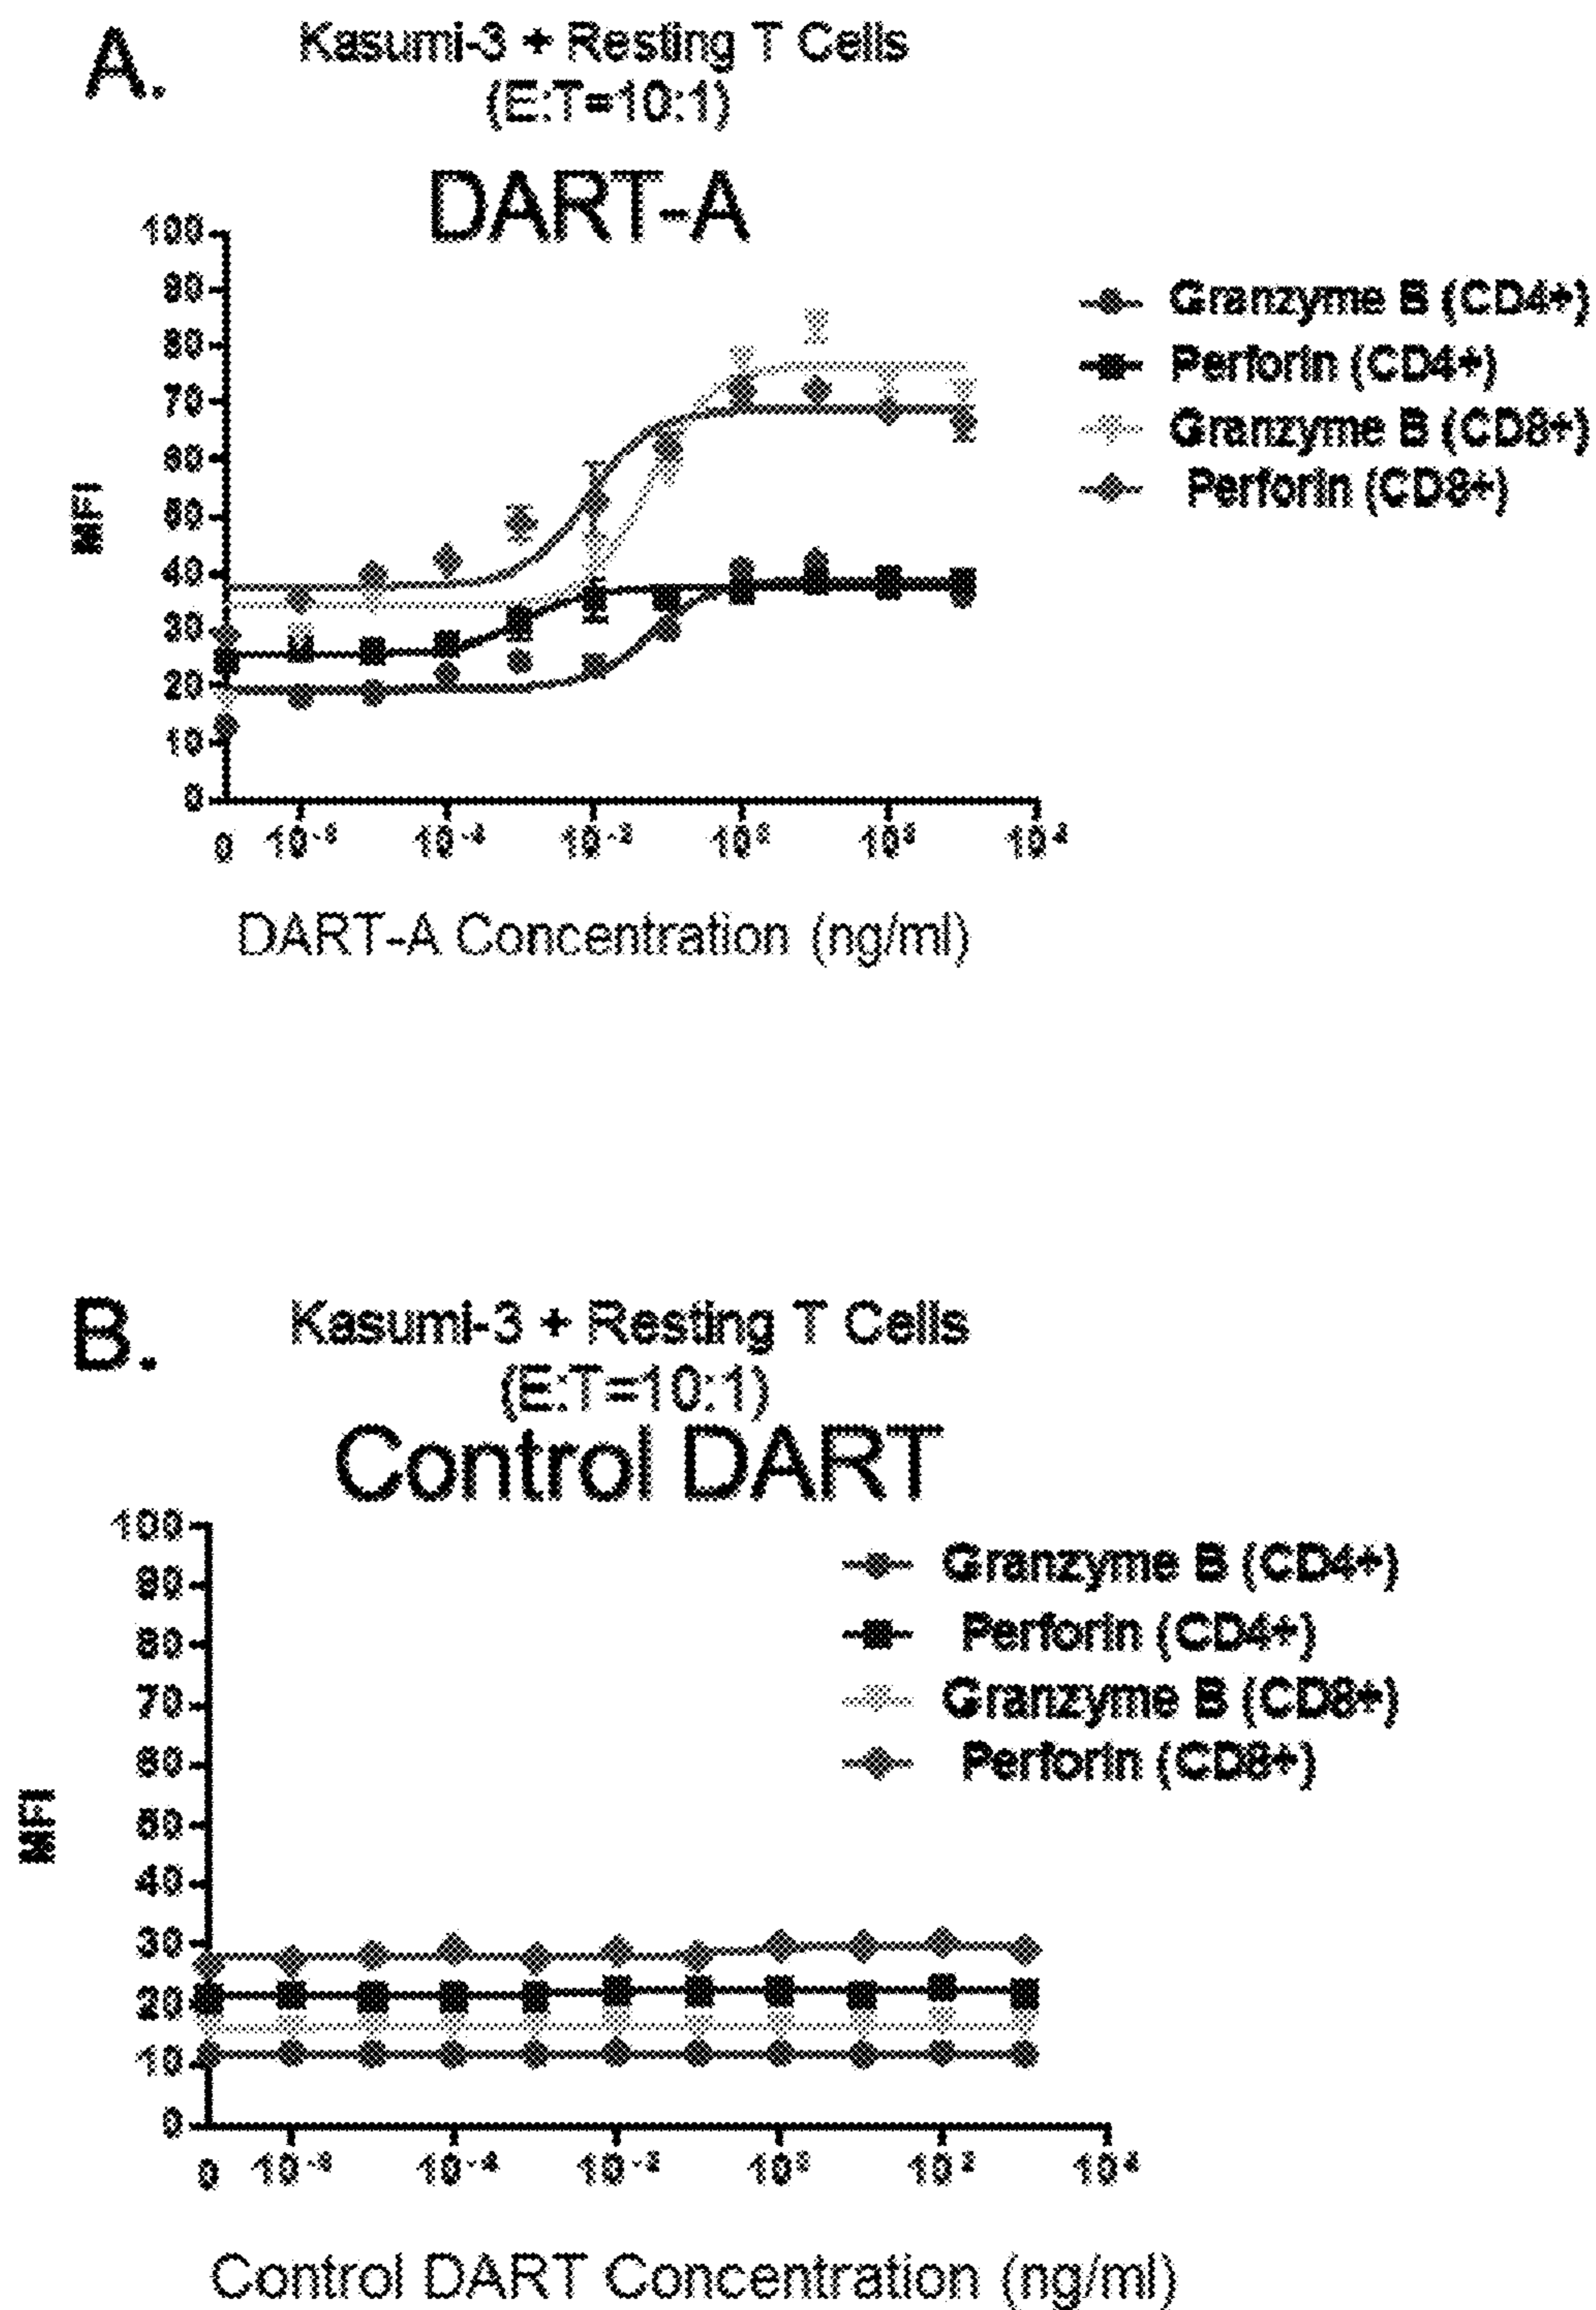 A.
Kasumi-3 + Resting T Cells
(E:T=10:1)
DART-A
100
90
80
70
60
50
40
30
20
10
0
MFI
Granzyme B (CD4+)
Perforin (CD4+)
Granzyme B (CD8+)
Perforin (CD8+)
0
10⁴
DART-A Concentration (ng/ml)
B.
Kasumi-3 + Resting T Cells
(E:T=10:1)
Control DART
100
90
80
70
60
50
40
30
20
10
0
MFI
Granzyme B (CD4+)
Perforin (CD4+)
Granzyme B (CD8+)
Perforin (CD8+)
0
10⁴
Control DART Concentration (ng/ml)